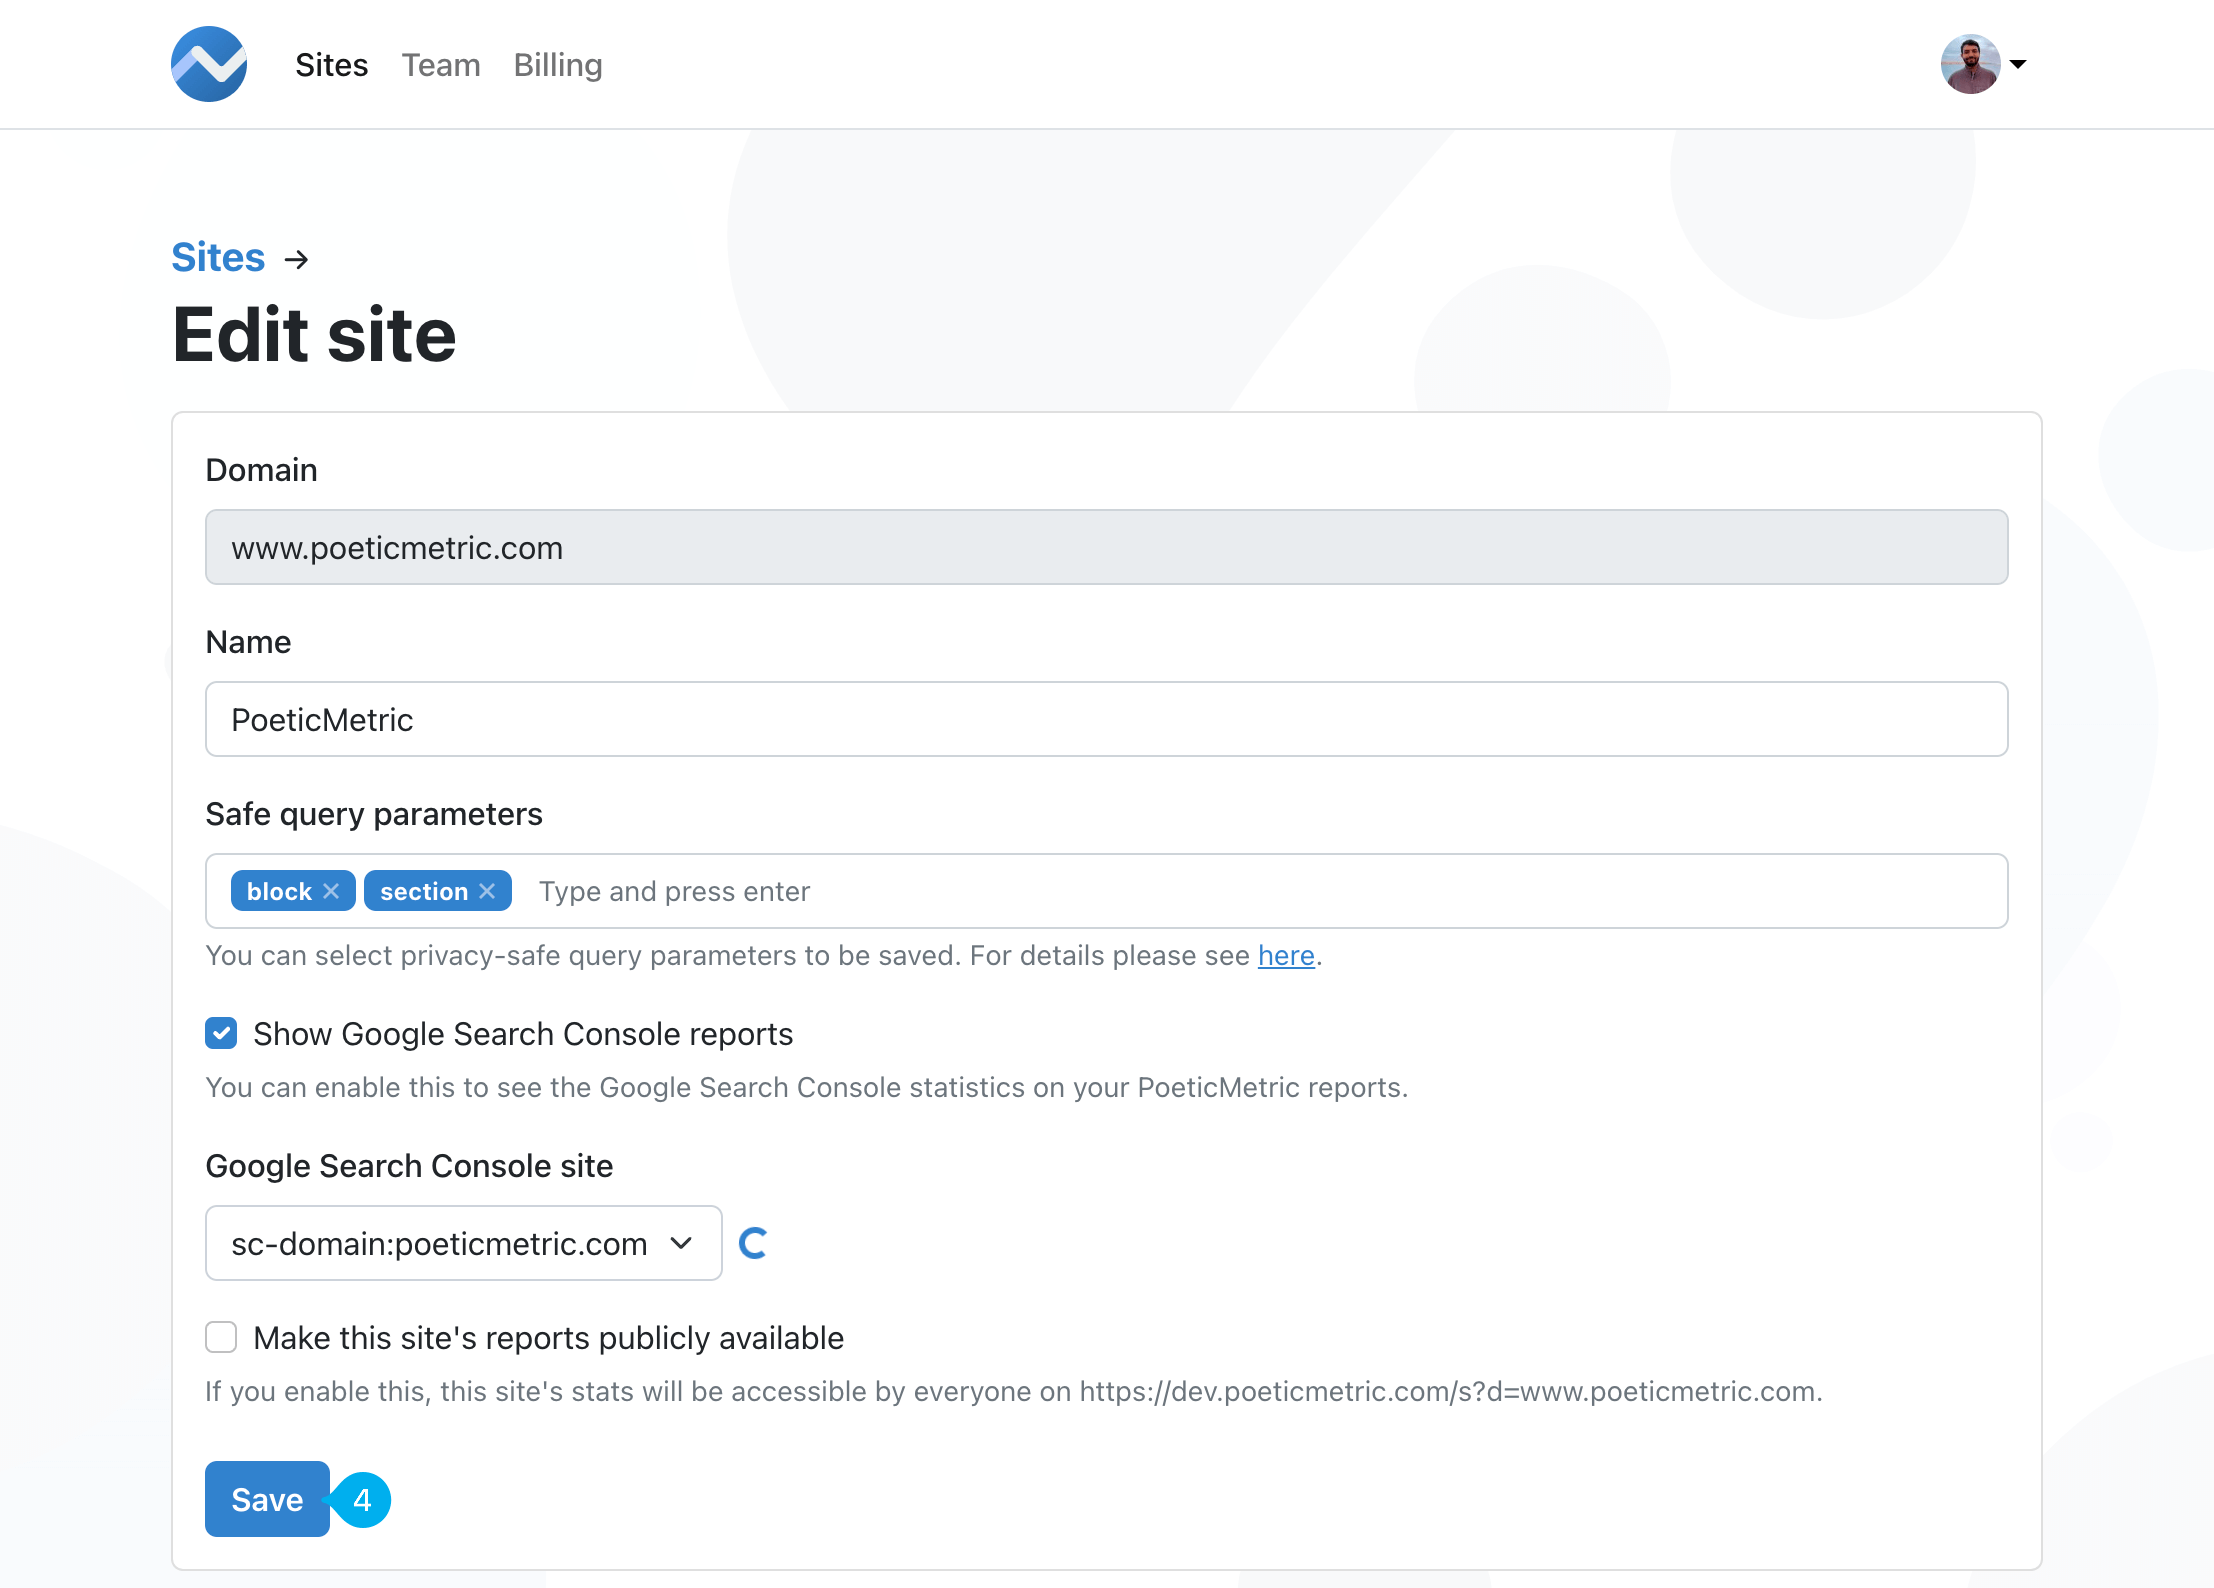 Sites Team Billing
Sites →
Edit site
Domain
www.poeticmetric.com
Name
PoeticMetric
Safe query parameters
block × section × Type and press enter
You can select privacy-safe query parameters to be saved. For details please see here.
Show Google Search Console reports
You can enable this to see the Google Search Console statistics on your PoeticMetric reports.
Google Search Console site
sc-domain:poeticmetric.com
Make this site's reports publicly available
If you enable this, this site's stats will be accessible by everyone on https://dev.poeticmetric.com/s?d=www.poeticmetric.com.
Save 4